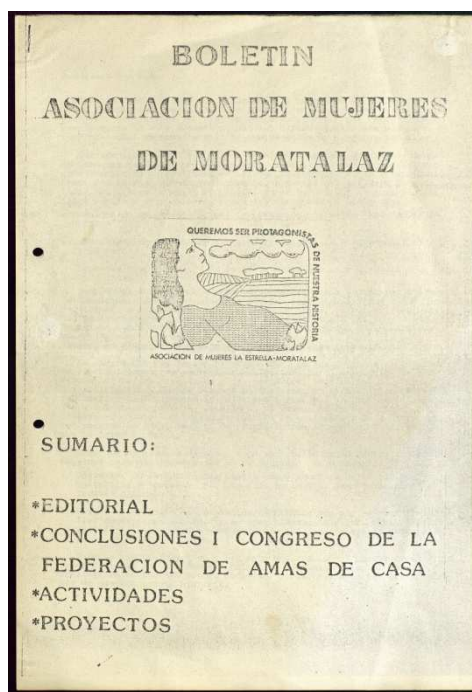 BOLETIN
ASOCIACION DE MUJERES
DE MORATALAZ
QUEREMOS SER PROTAGONISTAS DE NUESTRA HISTORIA
ASOCIACION DE MUJERES LA ESTRELLA-MORATALAZ
SUMARIO:
*EDITORIAL
*CONCLUSIONES I CONGRESO DE LA
FEDERACION DE AMAS DE CASA
*ACTIVIDADES
*PROYECTOS